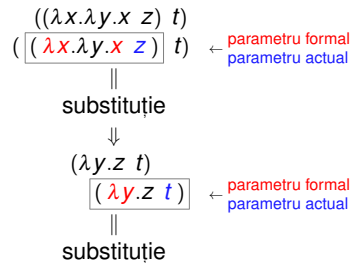 ((λx.λy.x z) t)
( ( λx.λy.x z ) t) ← parametru formal
parametru actual
||
substituție
⇓
(λy.z t)
( λy.z t ) ← parametru formal
parametru actual
||
substituție